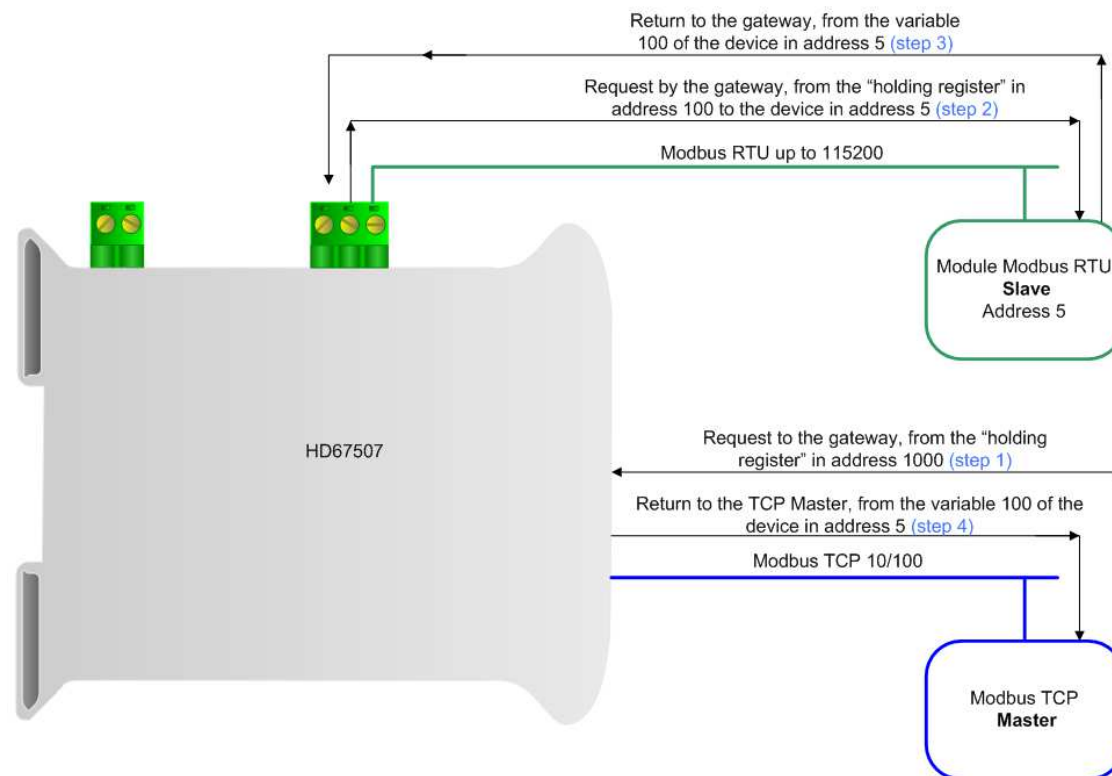 Return to the gateway, from the variable
100 of the device in address 5 (step 3)
Request by the gateway, from the “holding register” in
address 100 to the device in address 5 (step 2)
Modbus RTU up to 115200
Module Modbus RTU
Slave
Address 5
HD67507
Request to the gateway, from the “holding
register” in address 1000 (step 1)
Return to the TCP Master, from the variable 100 of the
device in address 5 (step 4)
Modbus TCP 10/100
Modbus TCP
Master